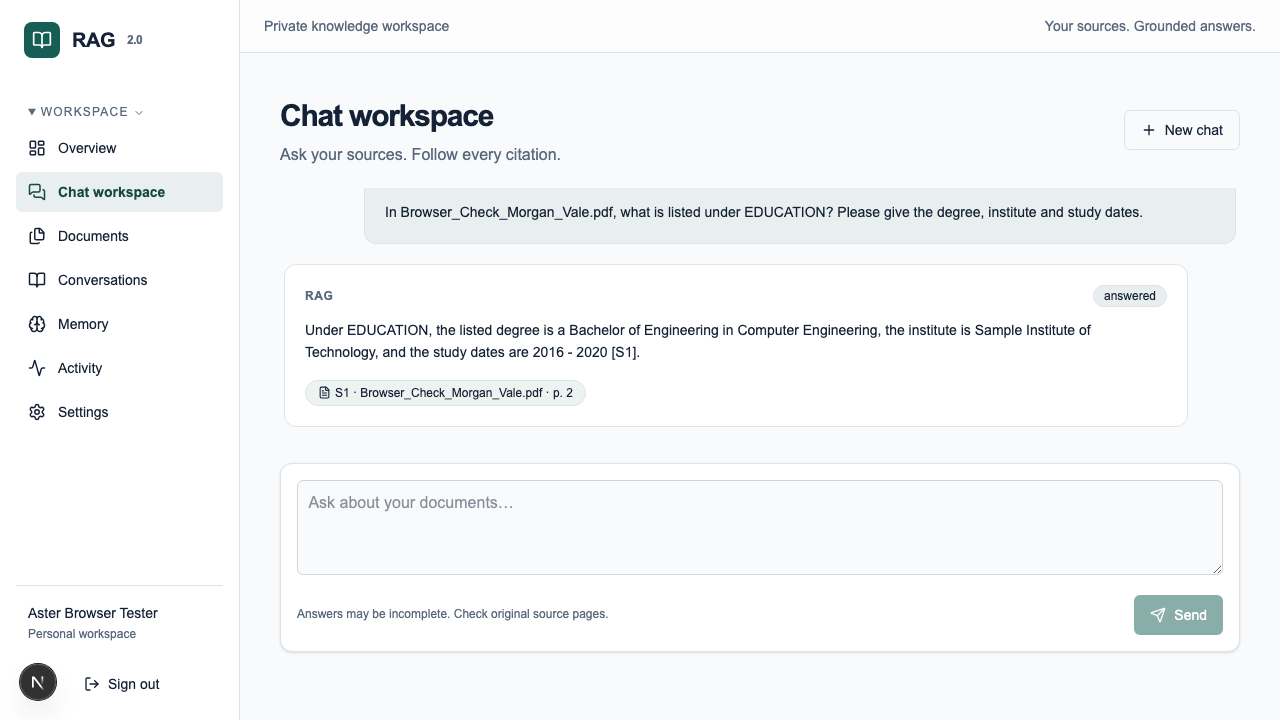 RAG 2.0
WORKSPACE
Overview
Chat workspace
Documents
Conversations
Memory
Activity
Settings
Aster Browser Tester
Personal workspace
N
Sign out
Private knowledge workspace
Your sources. Grounded answers.
Chat workspace
Ask your sources. Follow every citation.
New chat
In Browser_Check_Morgan_Vale.pdf, what is listed under EDUCATION? Please give the degree, institute and study dates.
RAG
answered
Under EDUCATION, the listed degree is a Bachelor of Engineering in Computer Engineering, the institute is Sample Institute of
Technology, and the study dates are 2016 - 2020 [S1].
S1 · Browser_Check_Morgan_Vale.pdf · p. 2
Ask about your documents…
Answers may be incomplete. Check original source pages.
Send